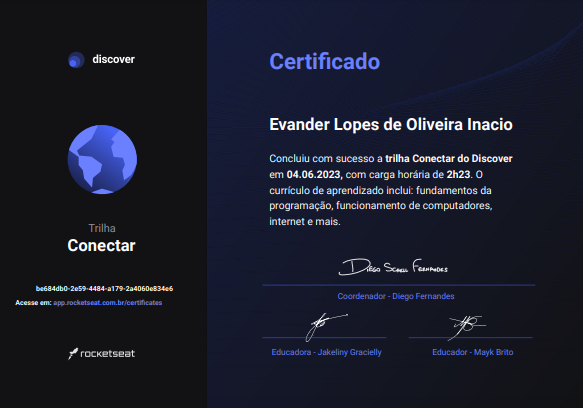 discover
Trilha
Conectar
be684db0-2e59-4484-a179-2a4060e834e6
Acesse em: app.rocketseat.com.br/certificates
rocketseat
Certificado
Evander Lopes de Oliveira Inacio
Concluiu com sucesso a trilha Conectar do Discover
em 04.06.2023, com carga horária de 2h23. O
currículo de aprendizado inclui: fundamentos da
programação, funcionamento de computadores,
internet e mais.
Diego Schell Fernandes
Coordenador - Diego Fernandes
Educadora - Jakeliny Gracielly
Educador - Mayk Brito